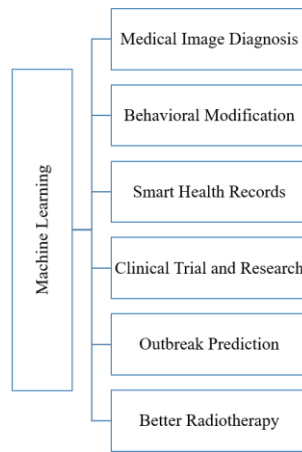 Machine Learning
Medical Image Diagnosis
Behavioral Modification
Smart Health Records
Clinical Trial and Research
Outbreak Prediction
Better Radiotherapy